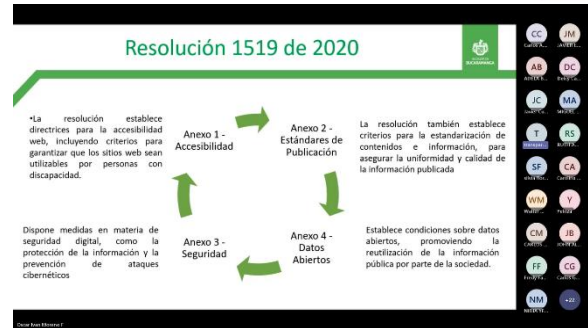 Resolución 1519 de 2020
BUCARAMANGA
•La resolución establece
directrices para la accesibilidad
web, incluyendo criterios para
garantizar que los sitios web sean
utilizables por personas con
discapacidad.
Anexo 1 -
Accesibilidad
Anexo 2 -
Estándares de
Publicación
La resolución también establece
criterios para la estandarización de
contenidos e información, para
asegurar la uniformidad y calidad de
la información publicada
Dispone medidas en materia de
seguridad digital, como la
protección de la información y la
prevención de ataques
cibernéticos
Anexo 3 -
Seguridad
Anexo 4 -
Datos
Abiertos
Establece condiciones sobre datos
abiertos, promoviendo la
reutilización de la información
pública por parte de la sociedad.
CC JM
AB DC
JC MA
T RS
SF CA
WM Y
CM JB
FF CG
NM +22